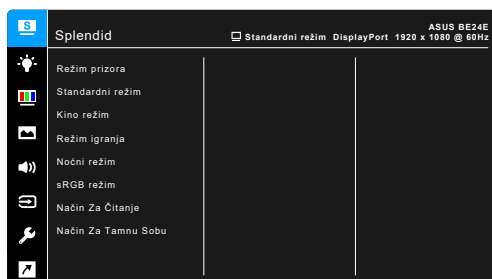 S
Splendid
ASUS BE24E
Standardni režim DisplayPort 1920 x 1080 @ 60Hz
Režim prizora
Standardni režim
Kino režim
Režim igranja
Noćni režim
sRGB režim
Način Za Čitanje
Način Za Tamnu Sobu